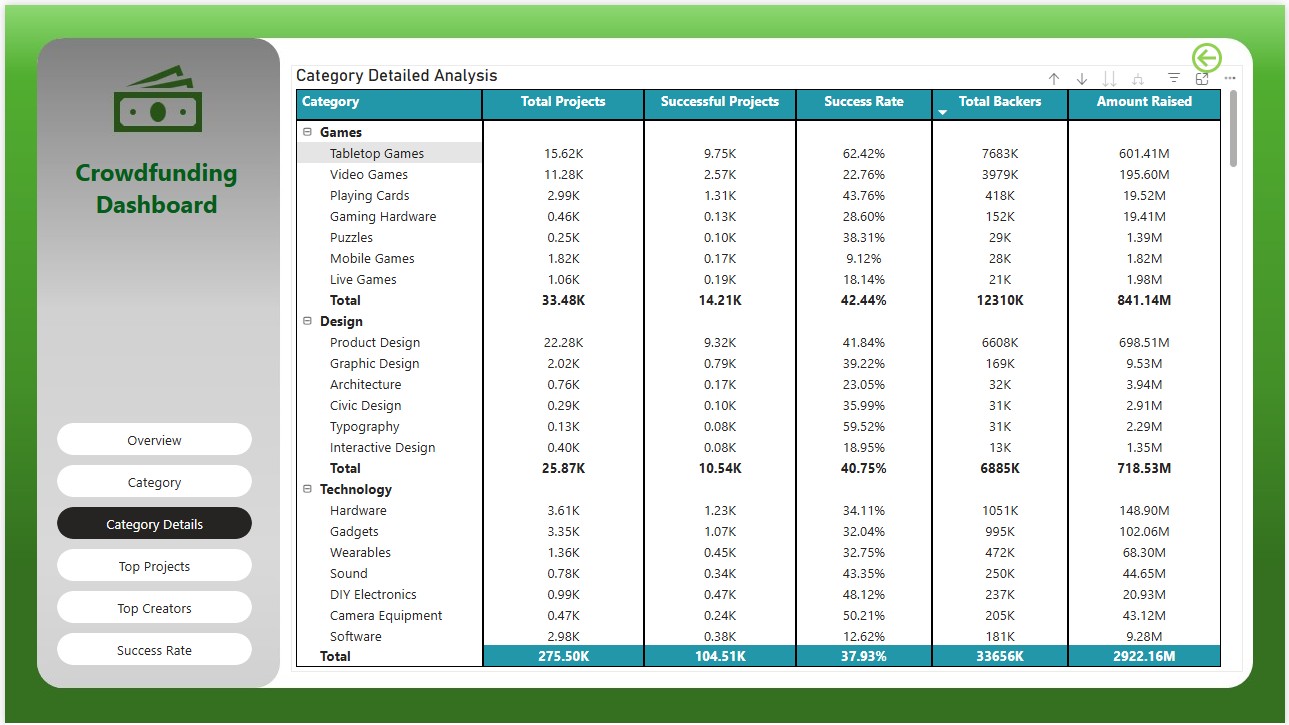 Crowdfunding
Dashboard
Overview
Category
Category Details
Top Projects
Top Creators
Success Rate
Category Detailed Analysis
Category Total Projects Successful Projects Success Rate Total Backers Amount Raised
Games
Tabletop Games 15.62K 9.75K 62.42% 7683K 601.41M
Video Games 11.28K 2.57K 22.76% 3979K 195.60M
Playing Cards 2.99K 1.31K 43.76% 418K 19.52M
Gaming Hardware 0.46K 0.13K 28.60% 152K 19.41M
Puzzles 0.25K 0.10K 38.31% 29K 1.39M
Mobile Games 1.82K 0.17K 9.12% 28K 1.82M
Live Games 1.06K 0.19K 18.14% 21K 1.98M
Total 33.48K 14.21K 42.44% 12310K 841.14M
Design
Product Design 22.28K 9.32K 41.84% 6608K 698.51M
Graphic Design 2.02K 0.79K 39.22% 169K 9.53M
Architecture 0.76K 0.17K 23.05% 32K 3.94M
Civic Design 0.29K 0.10K 35.99% 31K 2.91M
Typography 0.13K 0.08K 59.52% 31K 2.29M
Interactive Design 0.40K 0.08K 18.95% 13K 1.35M
Total 25.87K 10.54K 40.75% 6885K 718.53M
Technology
Hardware 3.61K 1.23K 34.11% 1051K 148.90M
Gadgets 3.35K 1.07K 32.04% 995K 102.06M
Wearables 1.36K 0.45K 32.75% 472K 68.30M
Sound 0.78K 0.34K 43.35% 250K 44.65M
DIY Electronics 0.99K 0.47K 48.12% 237K 20.93M
Camera Equipment 0.47K 0.24K 50.21% 205K 43.12M
Software 2.98K 0.38K 12.62% 181K 9.28M
Total 275.50K 104.51K 37.93% 33656K 2922.16M